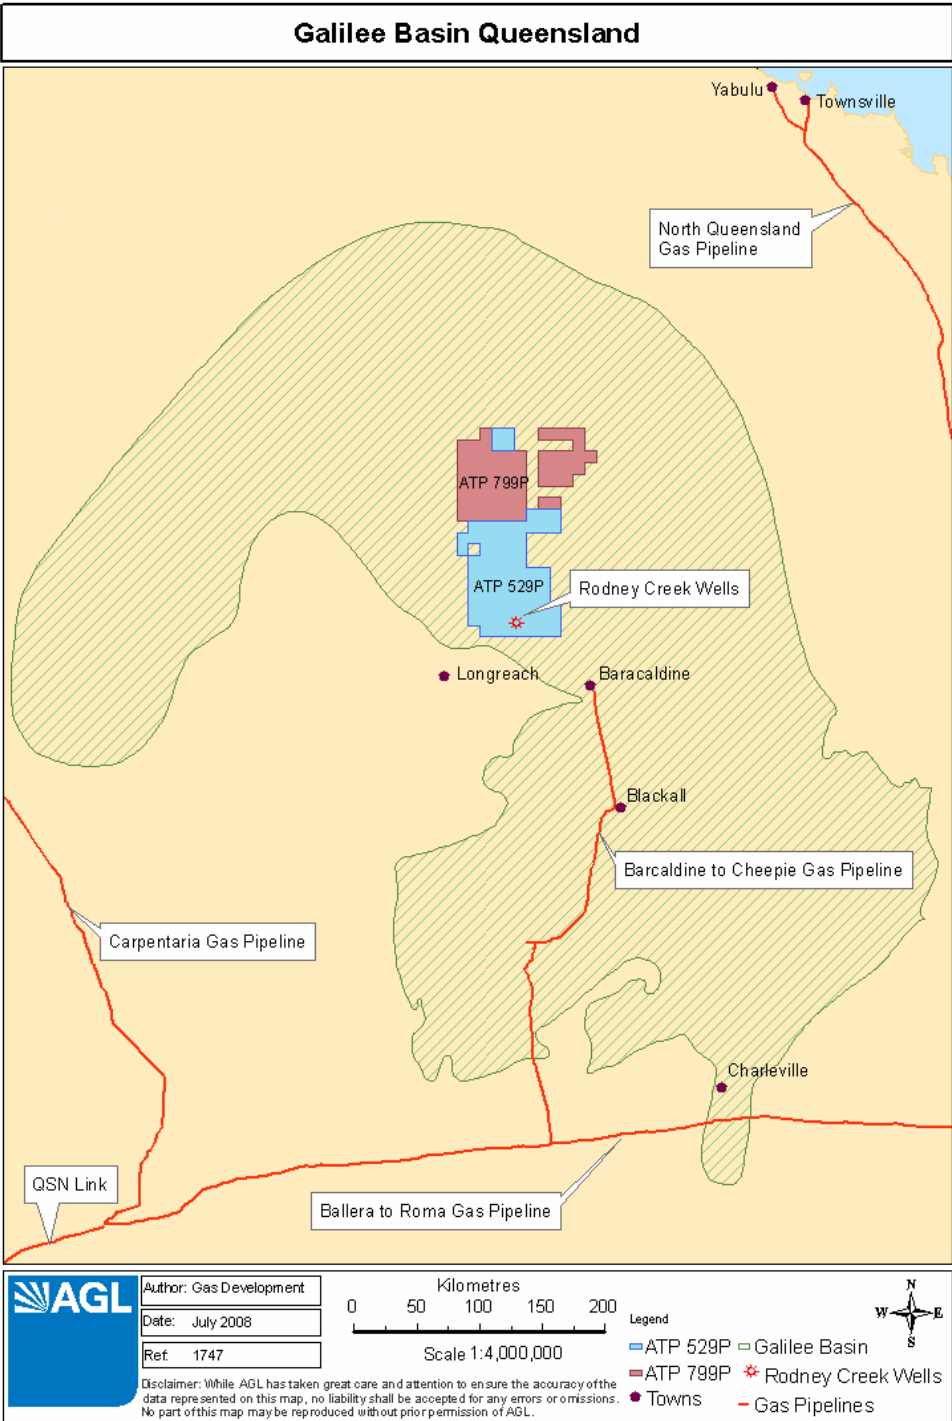 Galilee Basin Queensland
Yabulu
Townsville
North Queensland
Gas Pipeline
ATP 799P
ATP 529P
Rodney Creek Wells
Longreach
Baracaldine
Blackall
Barcaldine to Cheepie Gas Pipeline
Carpentaria Gas Pipeline
Charleville
QSN Link
Ballera to Roma Gas Pipeline
AGL
Author: Gas Development
Date: July 2008
Ref: 1747
Kilometres
0 50 100 150 200
Scale 1:4,000,000
N
W E
S
Legend
ATP 529P Galilee Basin
ATP 799P Rodney Creek Wells
Towns Gas Pipelines
Disclaimer: While AGL has taken great care and attention to ensure the accuracy of the
data represented on this map, no liability shall be accepted for any errors or omissions.
No part of this map may be reproduced without prior permission of AGL.